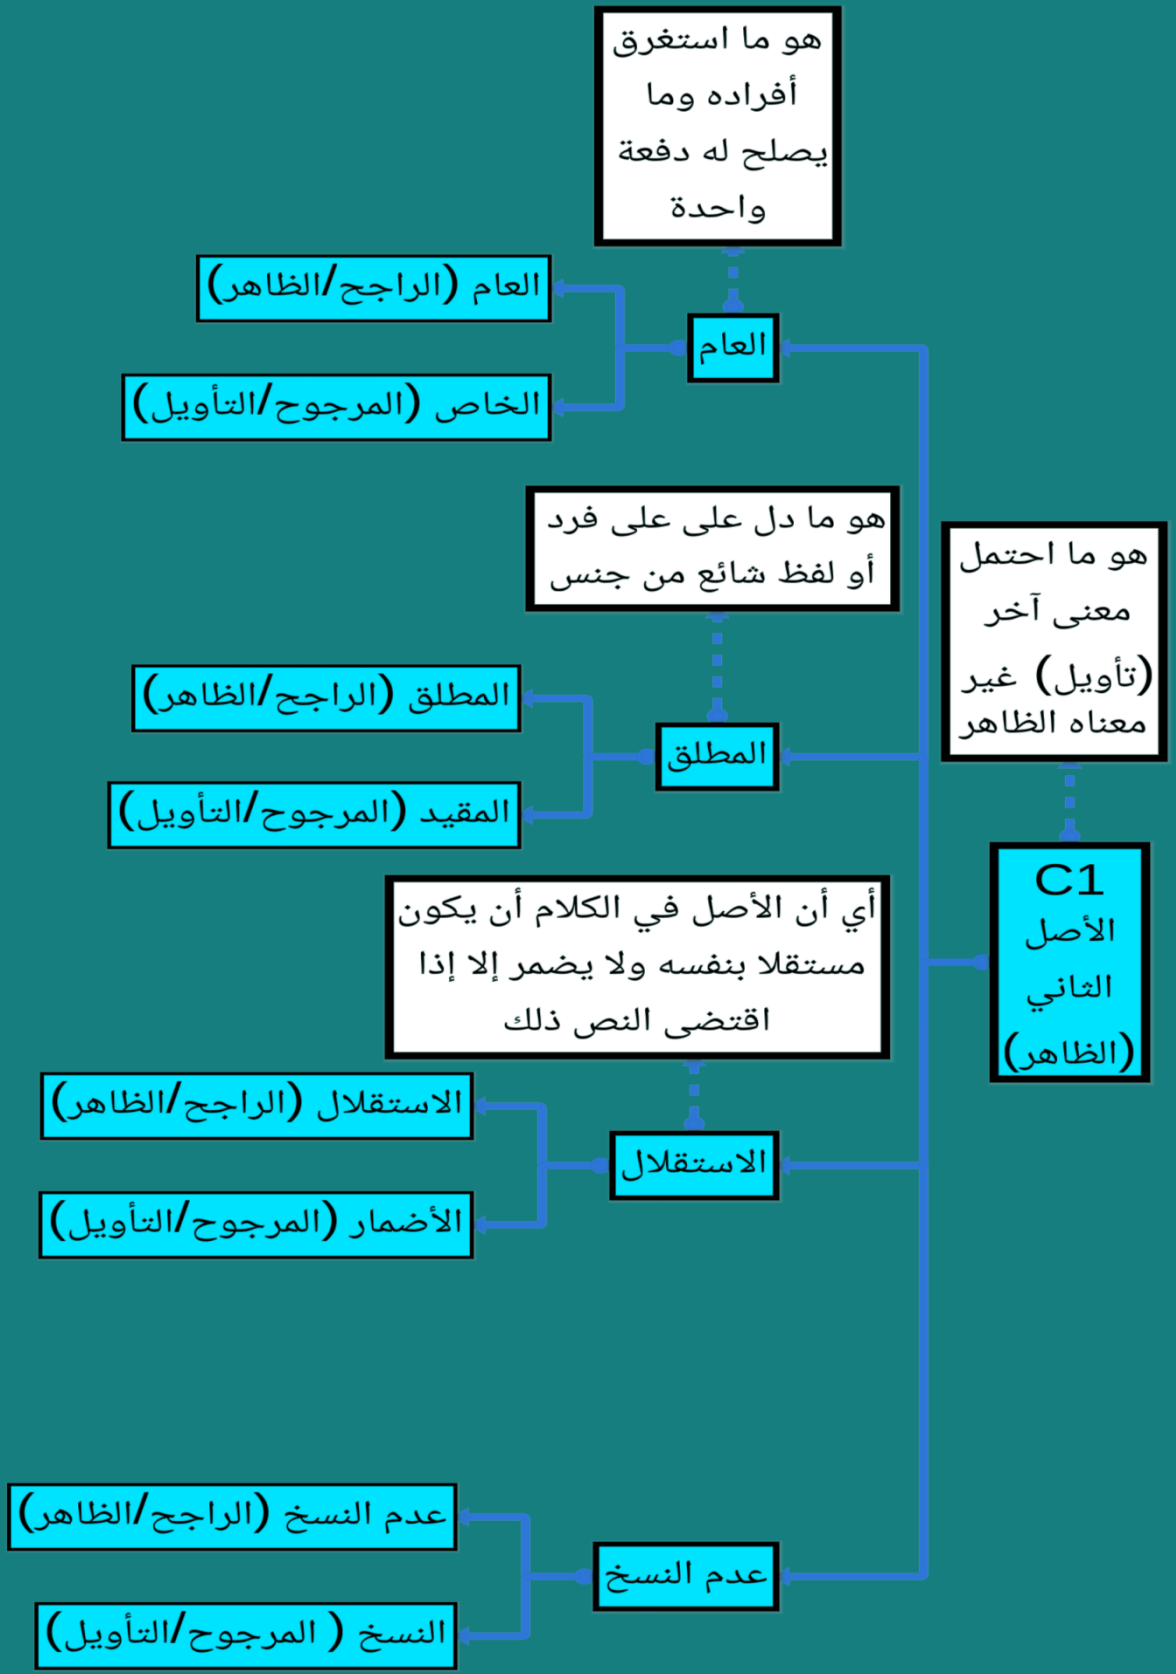 هو ما استغرق
أفراده وما
يصلح له دفعة
واحدة
العام (الراجح/الظاهر)
العام
الخاص (المرجوح/التأويل)
هو ما دل على على فرد
أو لفظ شائع من جنس
هو ما احتمل
معنى آخر
(تأويل) غير
معناه الظاهر
المطلق (الراجح/الظاهر)
المطلق
المقيد (المرجوح/التأويل)
C1
الأصل
الثاني
(الظاهر)
أي أن الأصل في الكلام أن يكون
مستقلا بنفسه ولا يضمر إلا إذا
اقتضى النص ذلك
الاستقلال (الراجح/الظاهر)
الاستقلال
الأضمار (المرجوح/التأويل)
عدم النسخ (الراجح/الظاهر)
عدم النسخ
النسخ ( المرجوح/التأويل)